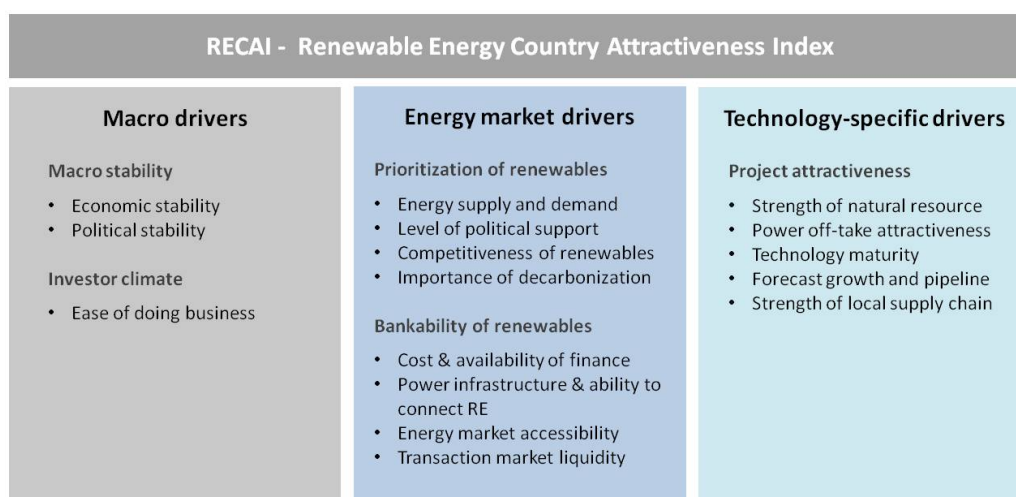 RECAI - Renewable Energy Country Attractiveness Index
Macro drivers
Macro stability
• Economic stability
• Political stability
Investor climate
• Ease of doing business
Energy market drivers
Prioritization of renewables
• Energy supply and demand
• Level of political support
• Competitiveness of renewables
• Importance of decarbonization
Bankability of renewables
• Cost & availability of finance
• Power infrastructure & ability to
connect RE
• Energy market accessibility
• Transaction market liquidity
Technology-specific drivers
Project attractiveness
• Strength of natural resource
• Power off-take attractiveness
• Technology maturity
• Forecast growth and pipeline
• Strength of local supply chain